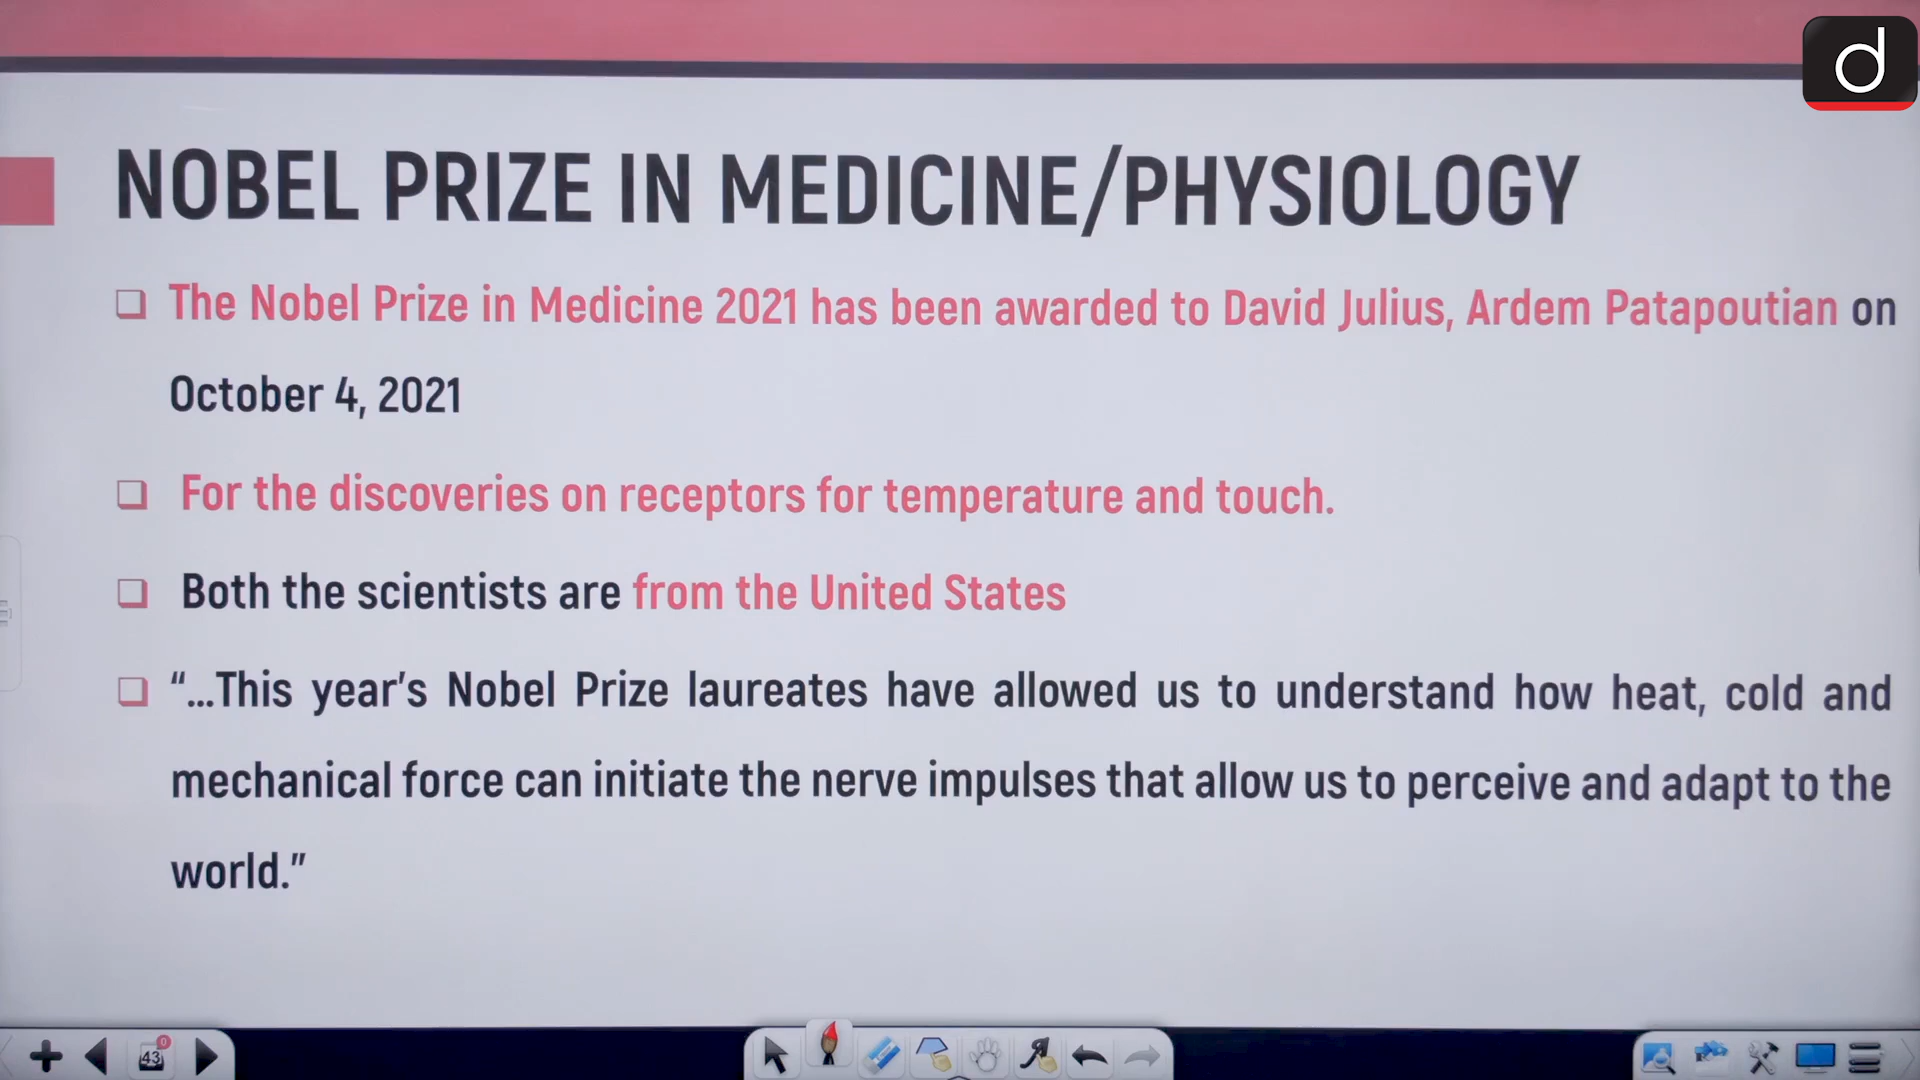 d
NOBEL PRIZE IN MEDICINE/PHYSIOLOGY
The Nobel Prize in Medicine 2021 has been awarded to David Julius, Ardem Patapoutian on
October 4, 2021
For the discoveries on receptors for temperature and touch.
Both the scientists are from the United States
“...This year’s Nobel Prize laureates have allowed us to understand how heat, cold and
mechanical force can initiate the nerve impulses that allow us to perceive and adapt to the
world.”
43
0